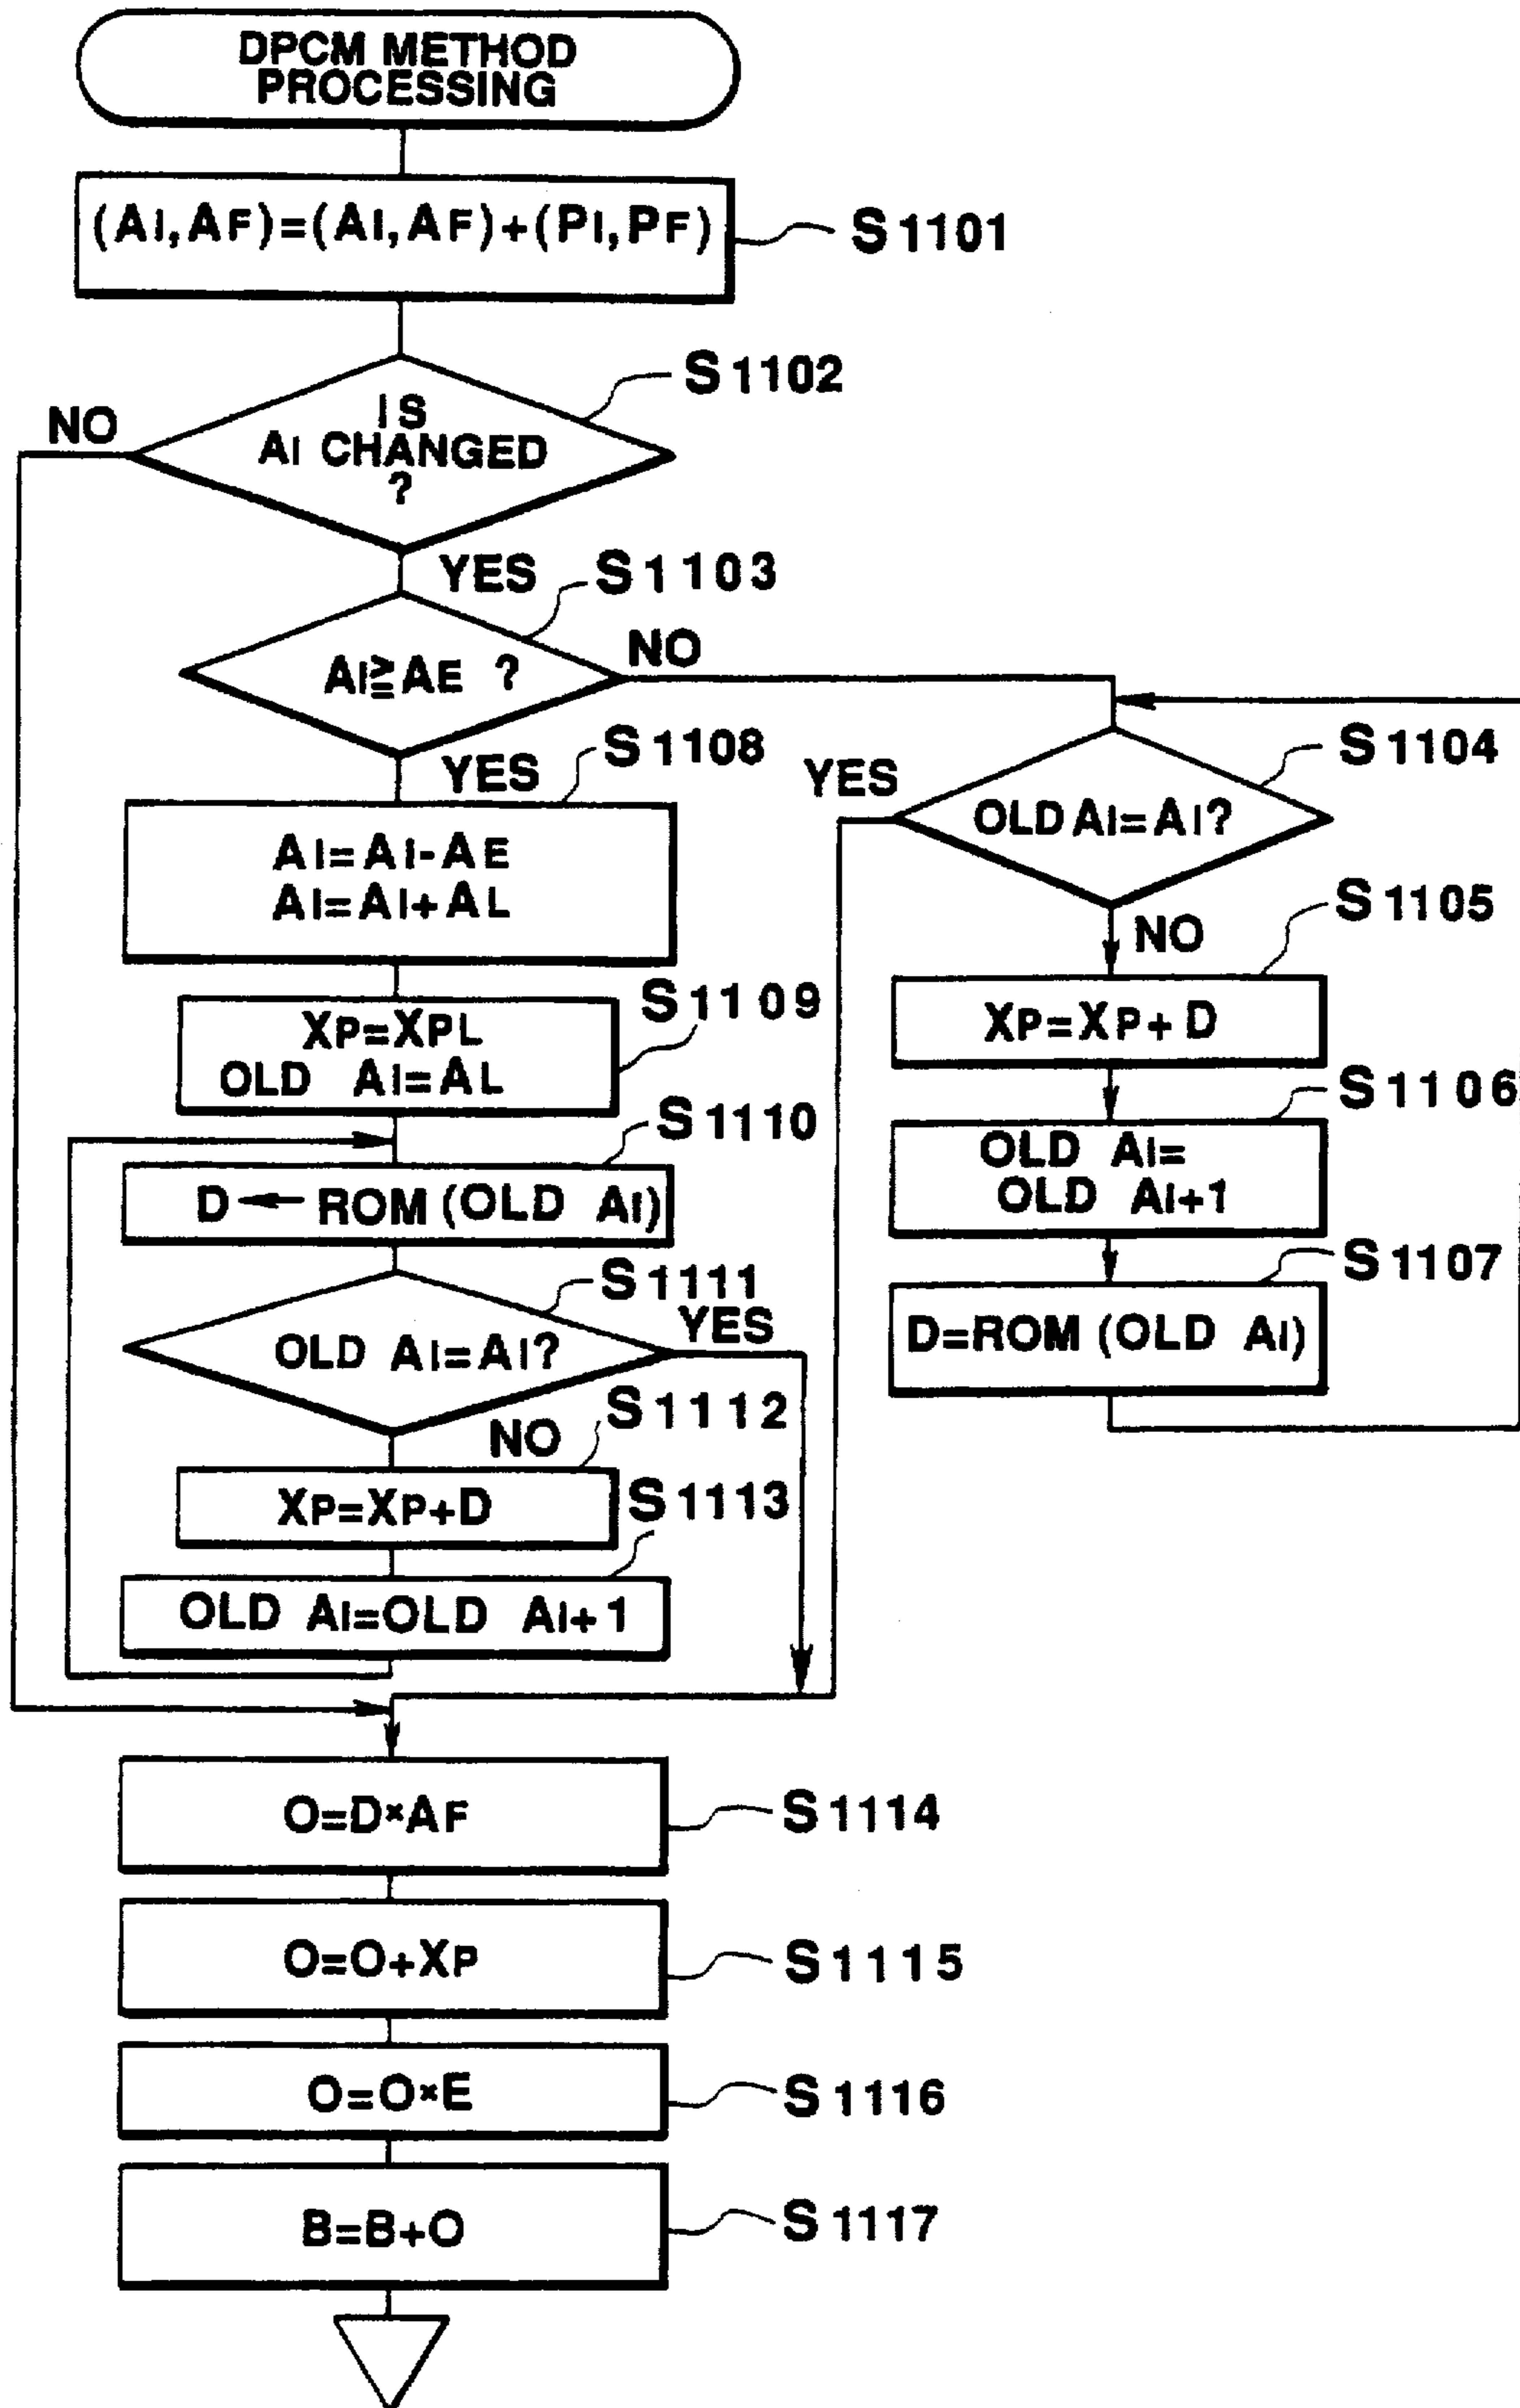 DPCM METHOD
PROCESSING
(AI,AF)=(AI,AF)+(PI,PF)
S1101
S1102
IS
AI CHANGED
?
NO
YES
S1103
AI≧AE ?
NO
YES
S1108
AI=AI-AE
AI=AI+AL
S1109
XP=XPL
OLD AI=AL
S1110
D←ROM (OLD AI)
S1111
OLD AI=AI?
YES
NO
S1112
XP=XP+D
S1113
OLD AI=OLD AI+1
S1104
OLD AI=AI?
YES
NO
S1105
XP=XP+D
S1106
OLD AI=
OLD AI+1
S1107
D=ROM (OLD AI)
O=D×AF
S1114
O=O+XP
S1115
O=O×E
S1116
B=B+O
S1117